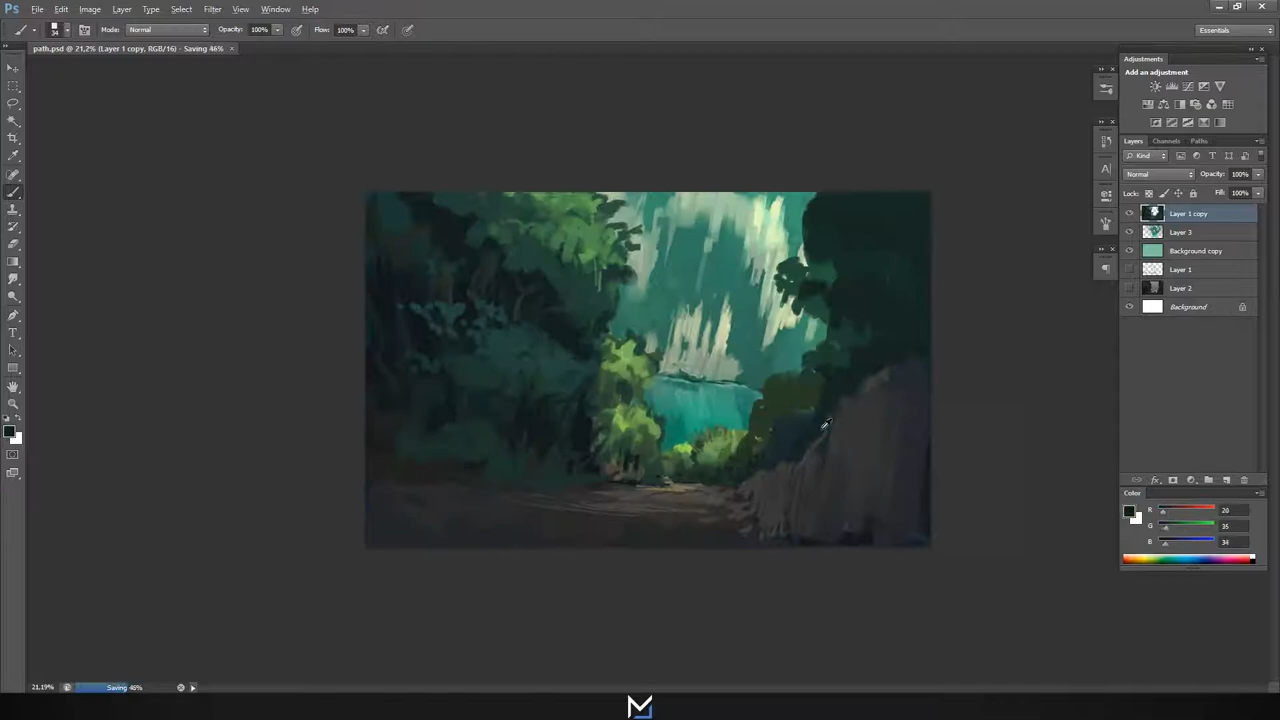 Ps File Edit Image Layer Type Select Filter View Window Help
34 Mode: Normal Opacity: 100% Flow: 100% Essentials
path.psd @ 21,2% (Layer 1 copy, RGB/16) - Saving 46% ×
Adjustments
Add an adjustment
Layers Channels Paths
Kind
Normal Opacity: 100%
Lock: Fill: 100%
Layer 1 copy
Layer 3
Background copy
Layer 1
Layer 2
Background
Color
R 20
G 35
B 34
21,19% Saving 46%